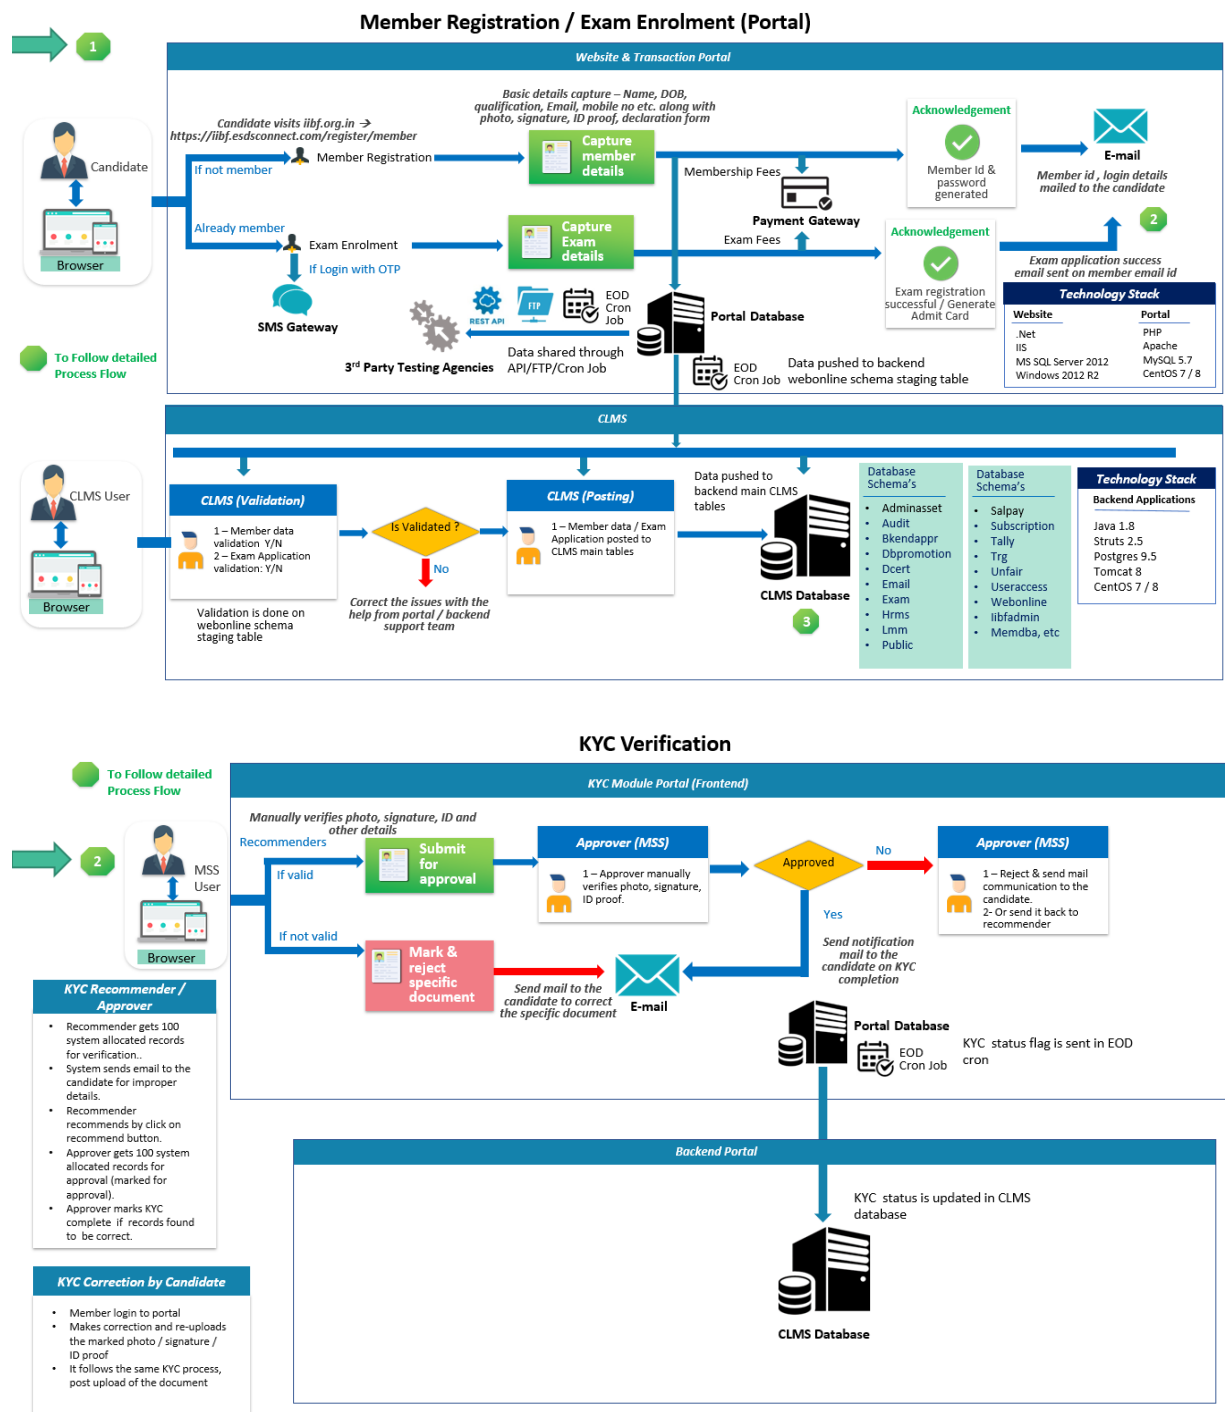 Member Registration / Exam Enrolment (Portal)
1
Website & Transaction Portal
Candidate
Browser
Candidate visits iibf.org.in →
https://iibf.esdsconnect.com/register/member
If not member
Member Registration
Already member
Exam Enrolment
If Login with OTP
SMS Gateway
Basic details capture – Name, DOB,
qualification, Email, mobile no etc. along with
photo, signature, ID proof, declaration form
Capture
member
details
Capture
Exam
details
Membership Fees
Payment Gateway
Exam Fees
Acknowledgement
Member Id &
password
generated
E-mail
Member id , login details
mailed to the candidate
2
Acknowledgement
Exam registration
successful / Generate
Admit Card
Exam application success
email sent on member email id
REST API
FTP
EOD
Cron
Job
3rd Party Testing Agencies
Data shared through
API/FTP/Cron Job
Portal Database
EOD
Cron Job
Data pushed to backend
webonline schema staging table
Technology Stack
Website
.Net
IIS
MS SQL Server 2012
Windows 2012 R2
Portal
PHP
Apache
MySQL 5.7
CentOS 7 / 8
To Follow detailed
Process Flow
CLMS
CLMS User
Browser
CLMS (Validation)
1 – Member data
validation Y/N
2 – Exam Application
validation: Y/N
Validation is done on
webonline schema
staging table
Is Validated ?
No
Correct the issues with the
help from portal / backend
support team
CLMS (Posting)
1 – Member data / Exam
Application posted to
CLMS main tables
Data pushed to
backend main CLMS
tables
CLMS Database
3
Database
Schema's
• Adminasset
• Audit
• Bkendappr
• Dbpromotion
• Dcert
• Email
• Exam
• Hrms
• Lmm
• Public
Database
Schema's
• Salpay
• Subscription
• Tally
• Trg
• Unfair
• Useraccess
• Webonline
• Iibfadmin
• Memdba, etc
Technology Stack
Backend Applications
Java 1.8
Struts 2.5
Postgres 9.5
Tomcat 8
CentOS 7 / 8
KYC Verification
To Follow detailed
Process Flow
2
MSS
User
Browser
KYC Module Portal (Frontend)
Manually verifies photo, signature, ID and
other details
Recommenders
If valid
Submit
for
approval
If not valid
Mark &
reject
specific
document
Approver (MSS)
1 – Approver manually
verifies photo, signature,
ID proof.
Approved
No
Yes
Approver (MSS)
1 – Reject & send mail
communication to the
candidate.
2- Or send it back to
recommender
Send mail to the
candidate to correct
the specific document
E-mail
Send notification
mail to the
candidate on KYC
completion
Portal Database
EOD
Cron Job
KYC status flag is sent in EOD
cron
KYC Recommender /
Approver
• Recommender gets 100
system allocated records
for verification..
• System sends email to the
candidate for improper
details.
• Recommender
recommends by click on
recommend button.
• Approver gets 100 system
allocated records for
approval (marked for
approval).
• Approver marks KYC
complete if records found
to be correct.
Backend Portal
KYC status is updated in CLMS
database
CLMS Database
KYC Correction by Candidate
• Member login to portal
• Makes correction and re-uploads
the marked photo / signature /
ID proof
• It follows the same KYC process,
post upload of the document